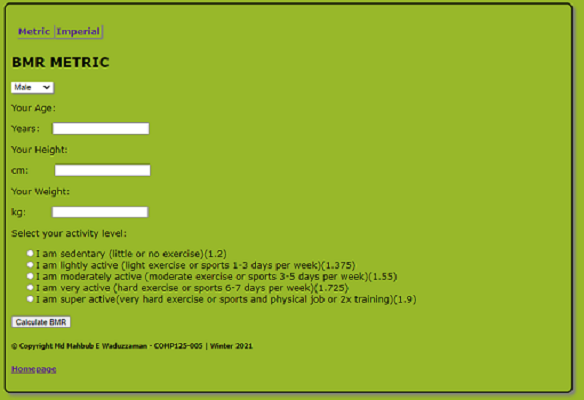 Metric Imperial
BMR METRIC
Male
Your Age:
Years:
Your Height:
cm:
Your Weight:
kg:
Select your activity level:
I am sedentary (little or no exercise)(1.2)
I am lightly active (light exercise or sports 1-3 days per week)(1.375)
I am moderately active (moderate exercise or sports 3-5 days per week)(1.55)
I am very active (hard exercise or sports 6-7 days per week)(1.725)
I am super active(very hard exercise or sports and physical job or 2x training)(1.9)
Calculate BMR
© Copyright Md Mahbub E Waduzzaman - COMP125-005 | Winter 2021
Homepage